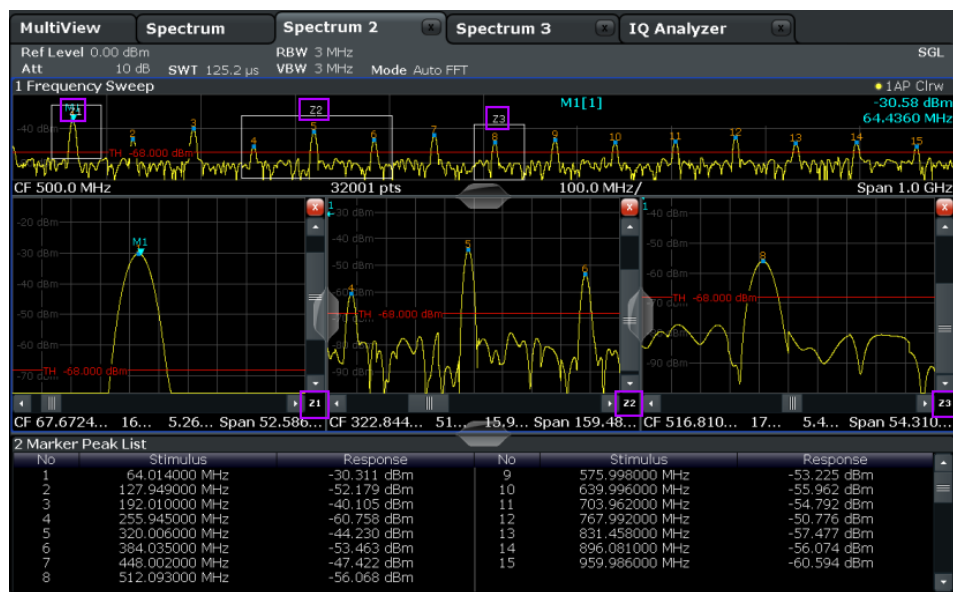 MultiView Spectrum Spectrum 2 x Spectrum 3 x IQ Analyzer x
Ref Level 0.00 dBm RBW 3 MHz SGL
Att 10 dB SWT 125.2 µs VBW 3 MHz Mode Auto FFT
1 Frequency Sweep 1AP Clrw
M1[1] -30.58 dBm
64.4360 MHz
Z1 Z2 Z3
-40 dBm
2 3 4 5 6 7 8 9 10 11 12 13 14 15
TH -68.000 dBm
CF 500.0 MHz 32001 pts 100.0 MHz/ Span 1.0 GHz
-20 dBm
M1
-30 dBm
-40 dBm
-50 dBm
-60 dBm
TH -68.000 dBm
-70 dBm
Z1
CF 67.6724... 16... 5.26... Span 52.586...
1
-30 dBm
-40 dBm
5
-50 dBm
6
4
-60 dBm
TH -68.000 dBm
-90 dBm
Z2
CF 322.844... 51... 15.9... Span 159.48...
1
-40 dBm
-50 dBm
8
-60 dBm
TH -68.000 dBm
-90 dBm
Z3
CF 516.810... 17... 5.4... Span 54.310...
2 Marker Peak List
No Stimulus Response No Stimulus Response
1 64.014000 MHz -30.311 dBm 9 575.998000 MHz -53.225 dBm
2 127.949000 MHz -52.179 dBm 10 639.996000 MHz -55.962 dBm
3 192.010000 MHz -40.105 dBm 11 703.962000 MHz -54.792 dBm
4 255.945000 MHz -60.758 dBm 12 767.992000 MHz -50.776 dBm
5 320.006000 MHz -44.230 dBm 13 831.458000 MHz -57.477 dBm
6 384.035000 MHz -53.463 dBm 14 896.081000 MHz -56.074 dBm
7 448.002000 MHz -47.422 dBm 15 959.986000 MHz -60.594 dBm
8 512.093000 MHz -56.068 dBm